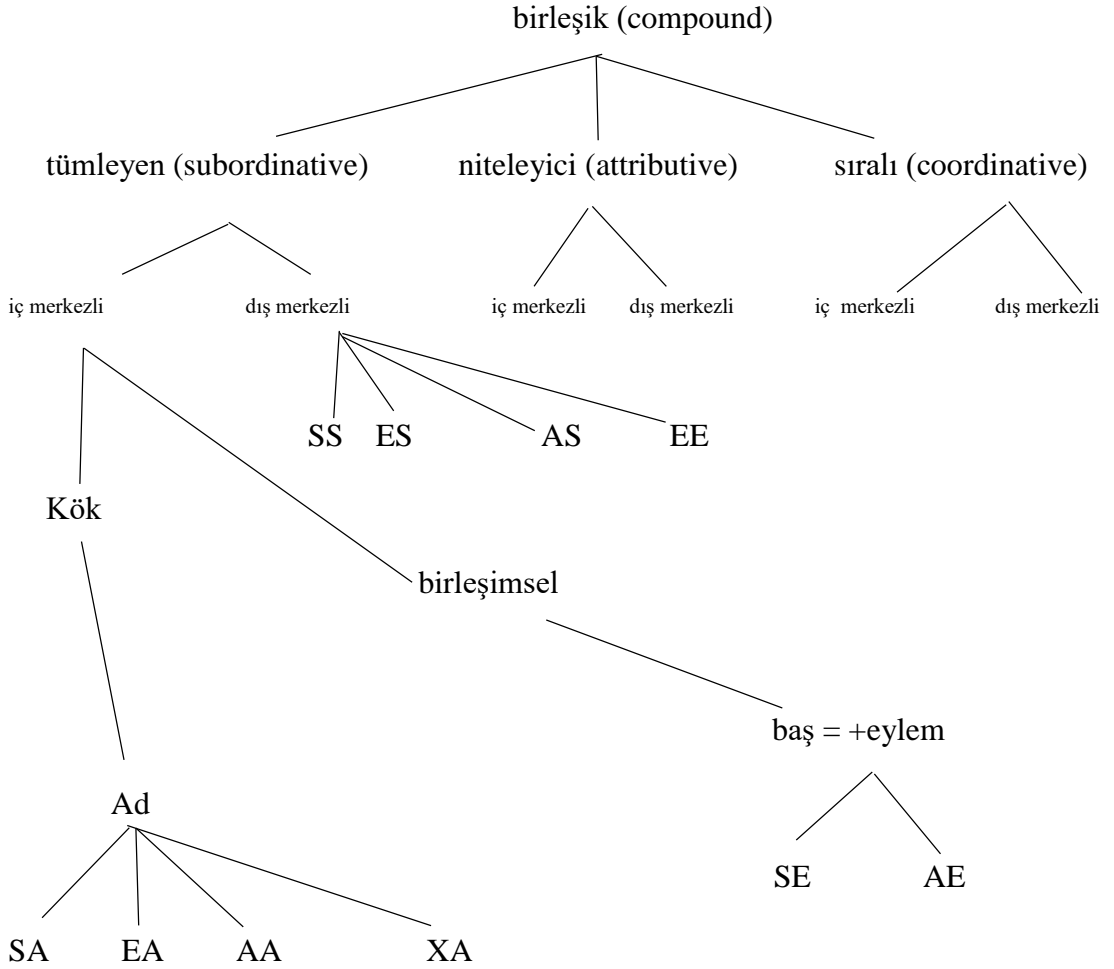 birleşik (compound)
tümleyen (subordinative) niteleyici (attributive) sıralı (coordinative)
iç merkezli dış merkezli iç merkezli dış merkezli iç merkezli dış merkezli
SS ES AS EE
Kök
birleşimsel
baş = +eylem
Ad
SE AE
SA EA AA XA